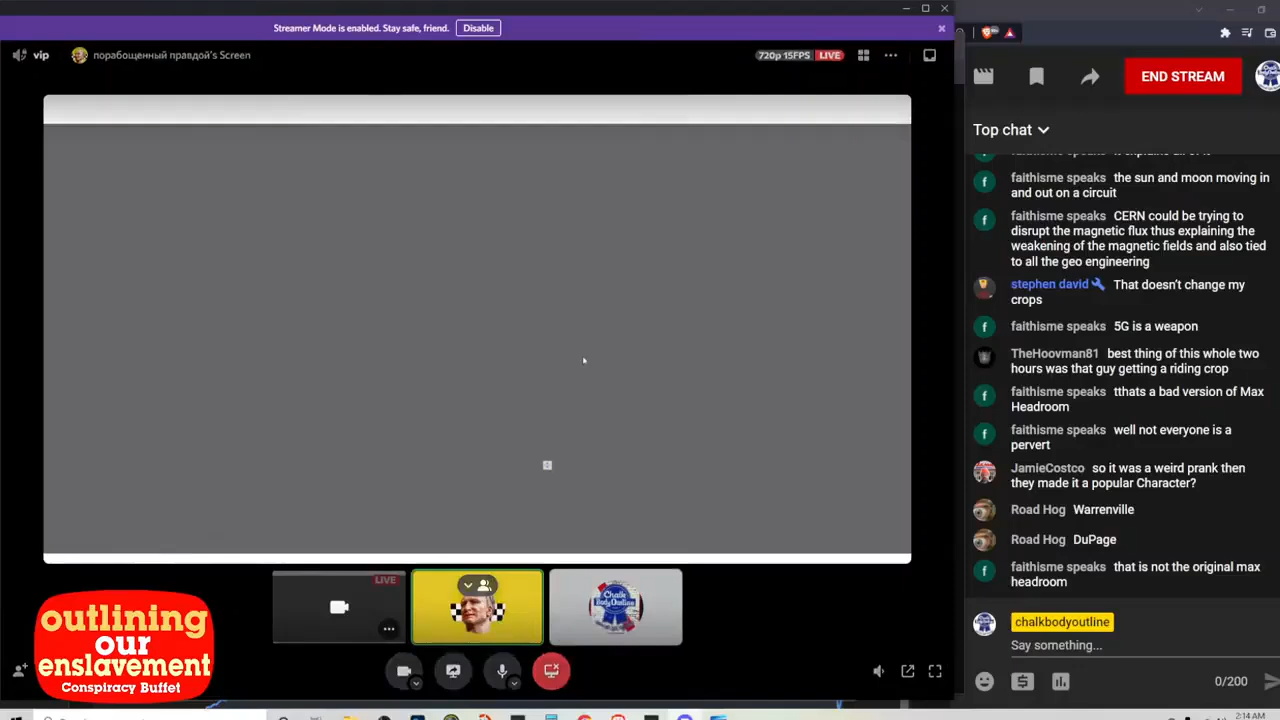 Streamer Mode is enabled. Stay safe, friend.
Disable
vip
порабощенный правдой's Screen
720p 15FPS
LIVE
END STREAM
Top chat
faithisme speaks the sun and moon moving in
and out on a circuit
faithisme speaks CERN could be trying to
disrupt the magnetic flux thus explaining the
weakening of the magnetic fields and also tied
to all the geo engineering
stephen david That doesn't change my
crops
faithisme speaks 5G is a weapon
TheHoovman81 best thing of this whole two
hours was that guy getting a riding crop
faithisme speaks tthats a bad version of Max
Headroom
faithisme speaks well not everyone is a
pervert
JamieCostco so it was a weird prank then
they made it a popular Character?
Road Hog Warrenville
Road Hog DuPage
faithisme speaks that is not the original max
headroom
chalkbodyoutline
Say something...
0/200
LIVE
Chalk
Body Outline
outlining
our
enslavement
Conspiracy Buffet
2:14 AM